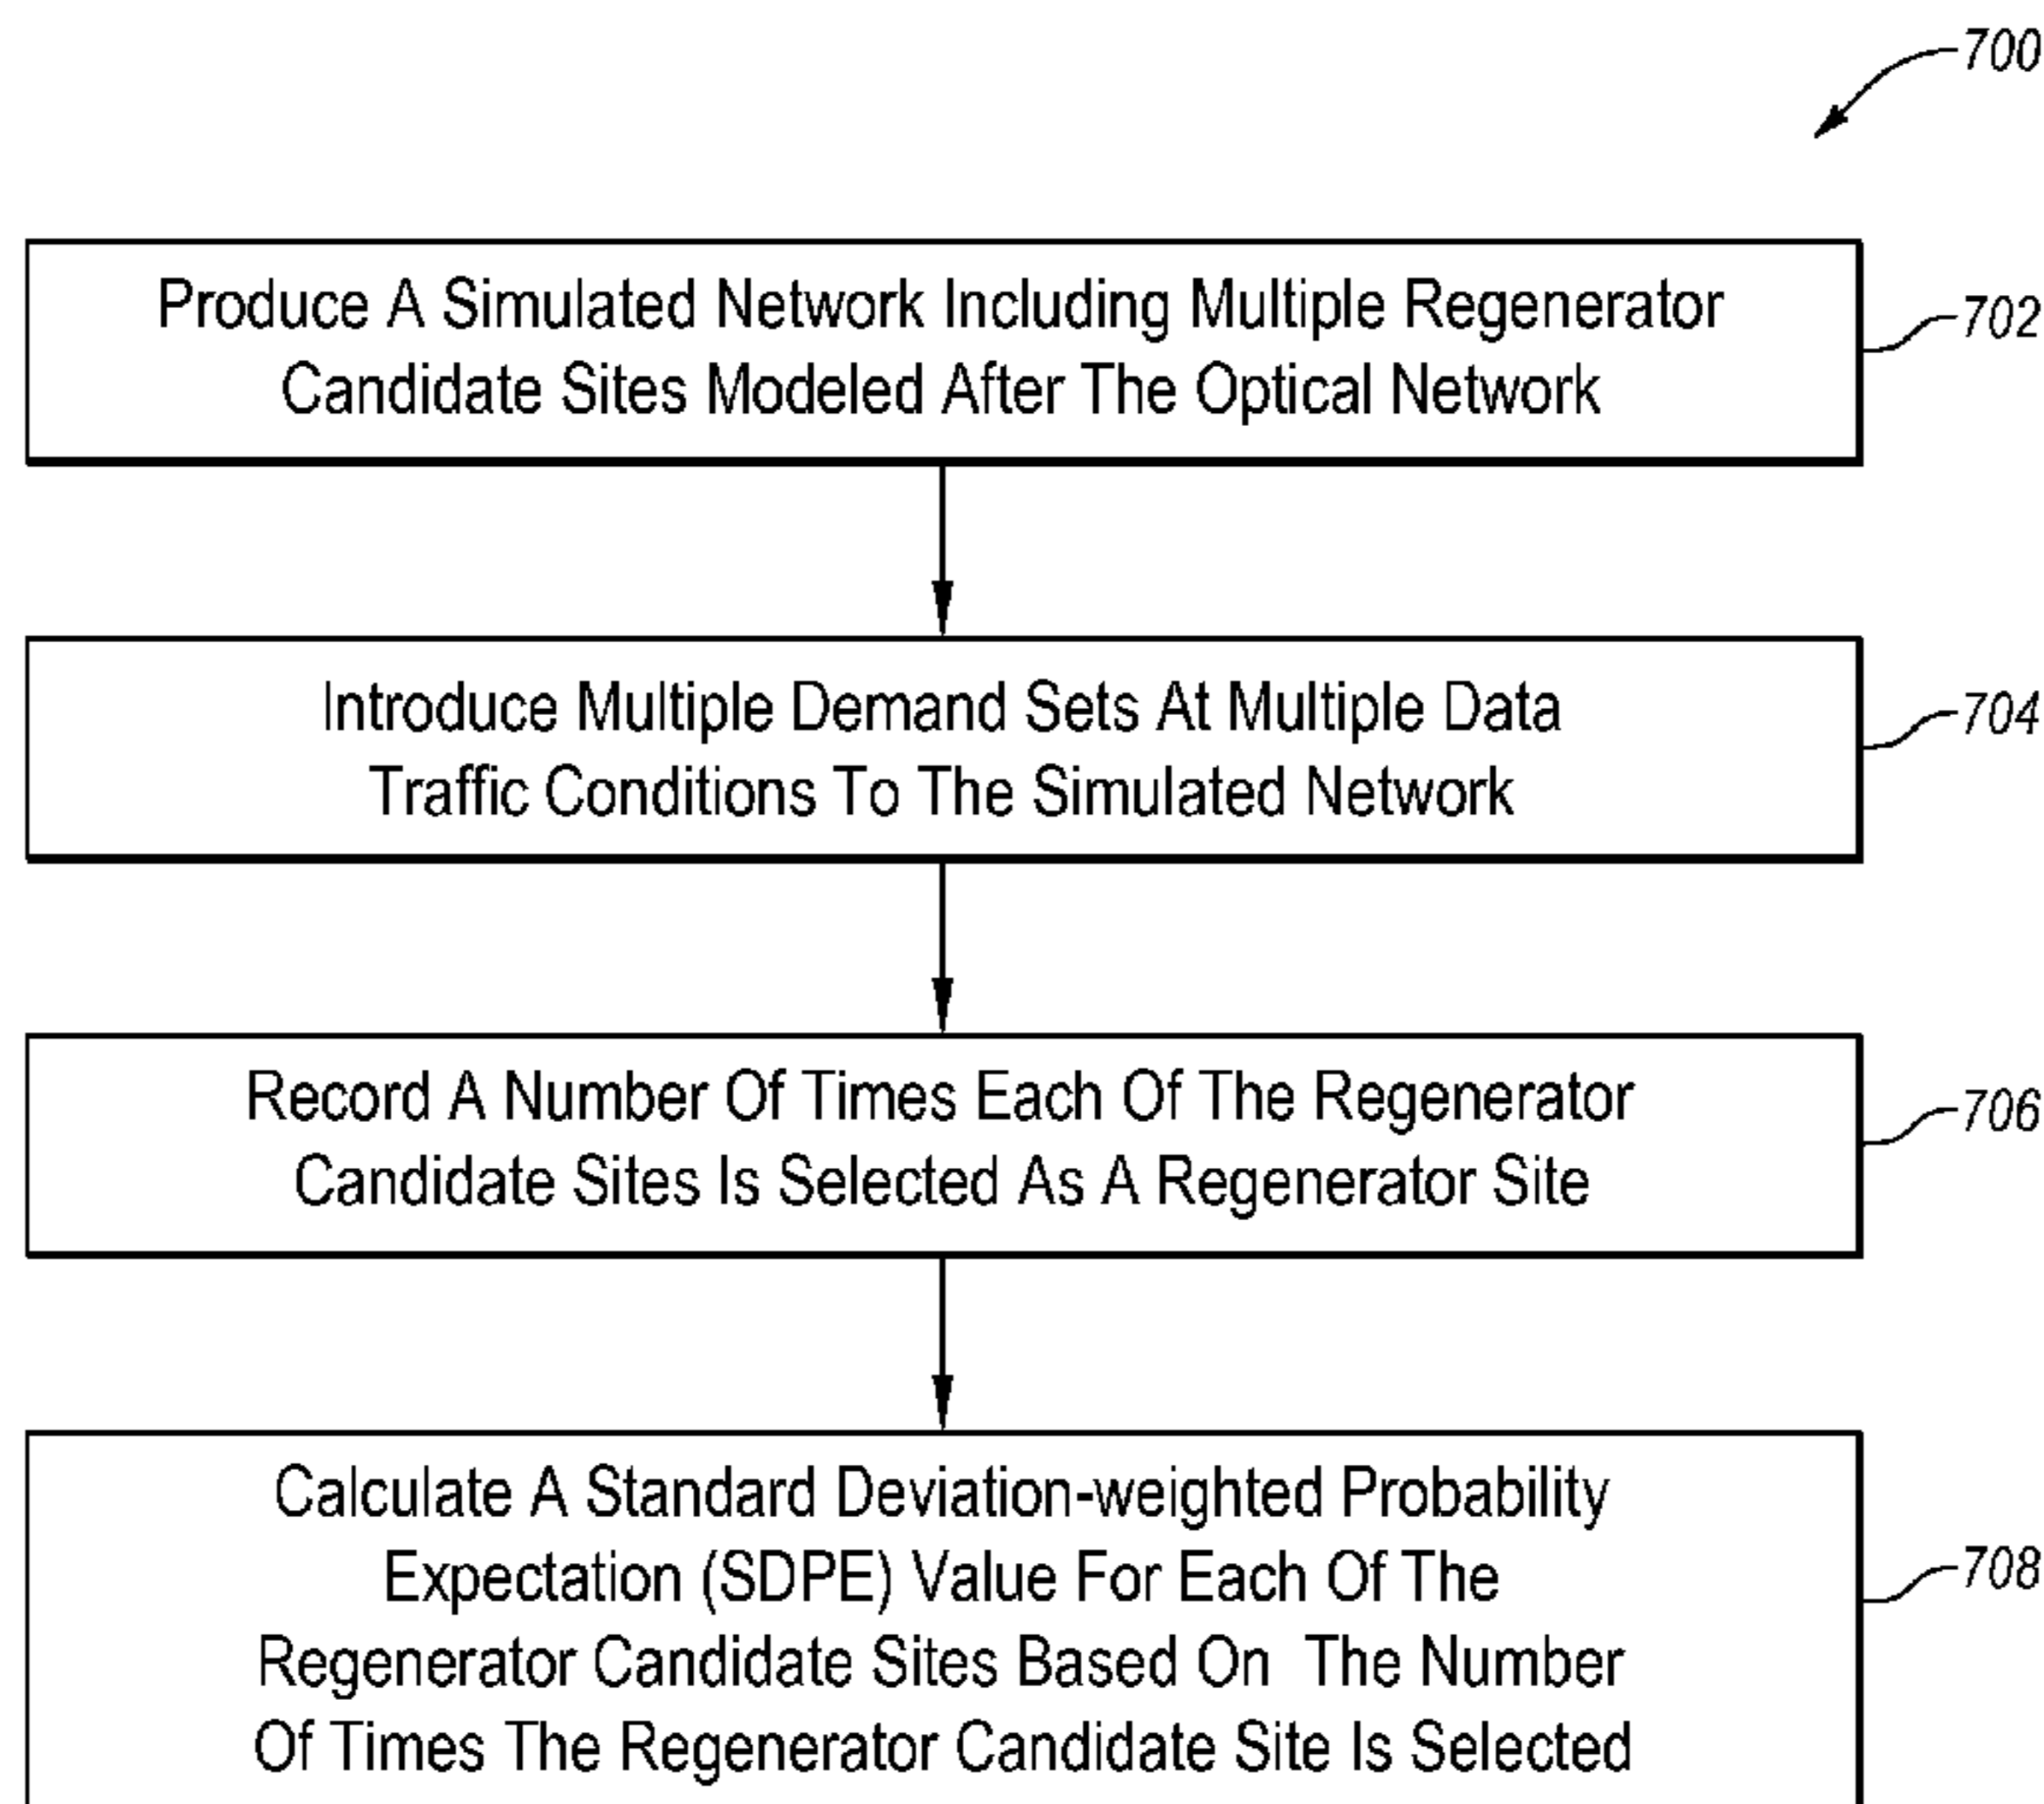 700
Produce A Simulated Network Including Multiple Regenerator
Candidate Sites Modeled After The Optical Network
702
Introduce Multiple Demand Sets At Multiple Data
Traffic Conditions To The Simulated Network
704
Record A Number Of Times Each Of The Regenerator
Candidate Sites Is Selected As A Regenerator Site
706
Calculate A Standard Deviation-weighted Probability
Expectation (SDPE) Value For Each Of The
Regenerator Candidate Sites Based On The Number
Of Times The Regenerator Candidate Site Is Selected
708